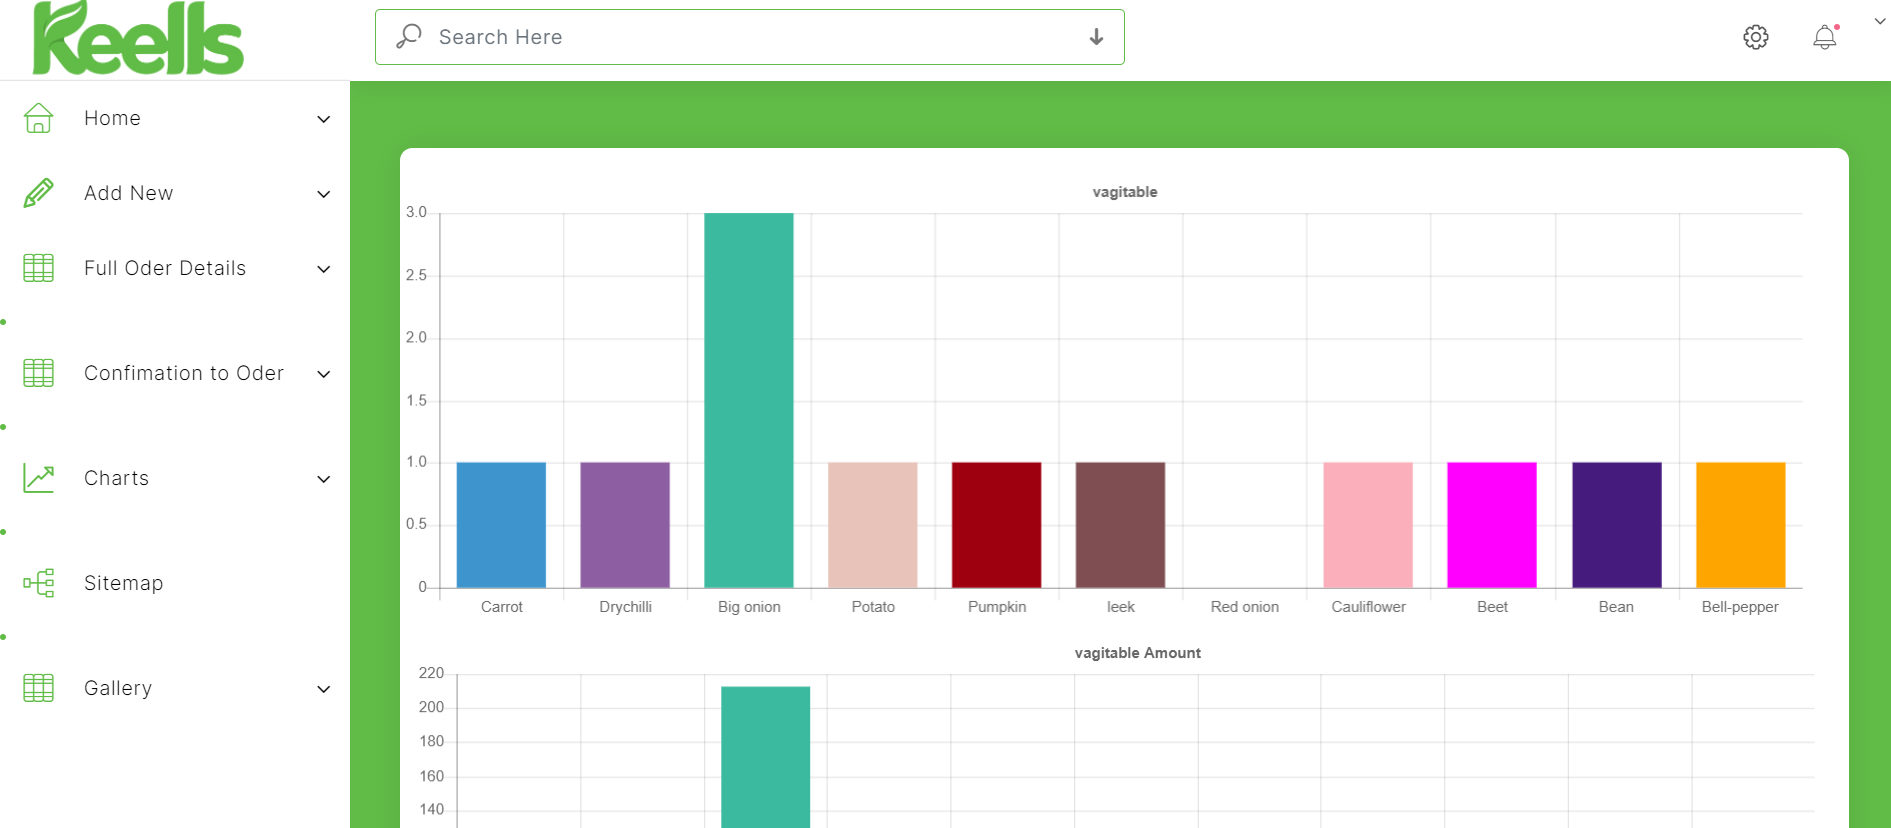 Keells
Search Here
Home
Add New
Full Oder Details
Confimation to Oder
Charts
Sitemap
Gallery
vagitable
3.0
2.5
2.0
1.5
1.0
0.5
0
Carrot Drychilli Big onion Potato Pumpkin leek Red onion Cauliflower Beet Bean Bell-pepper
vagitable Amount
220
200
180
160
140